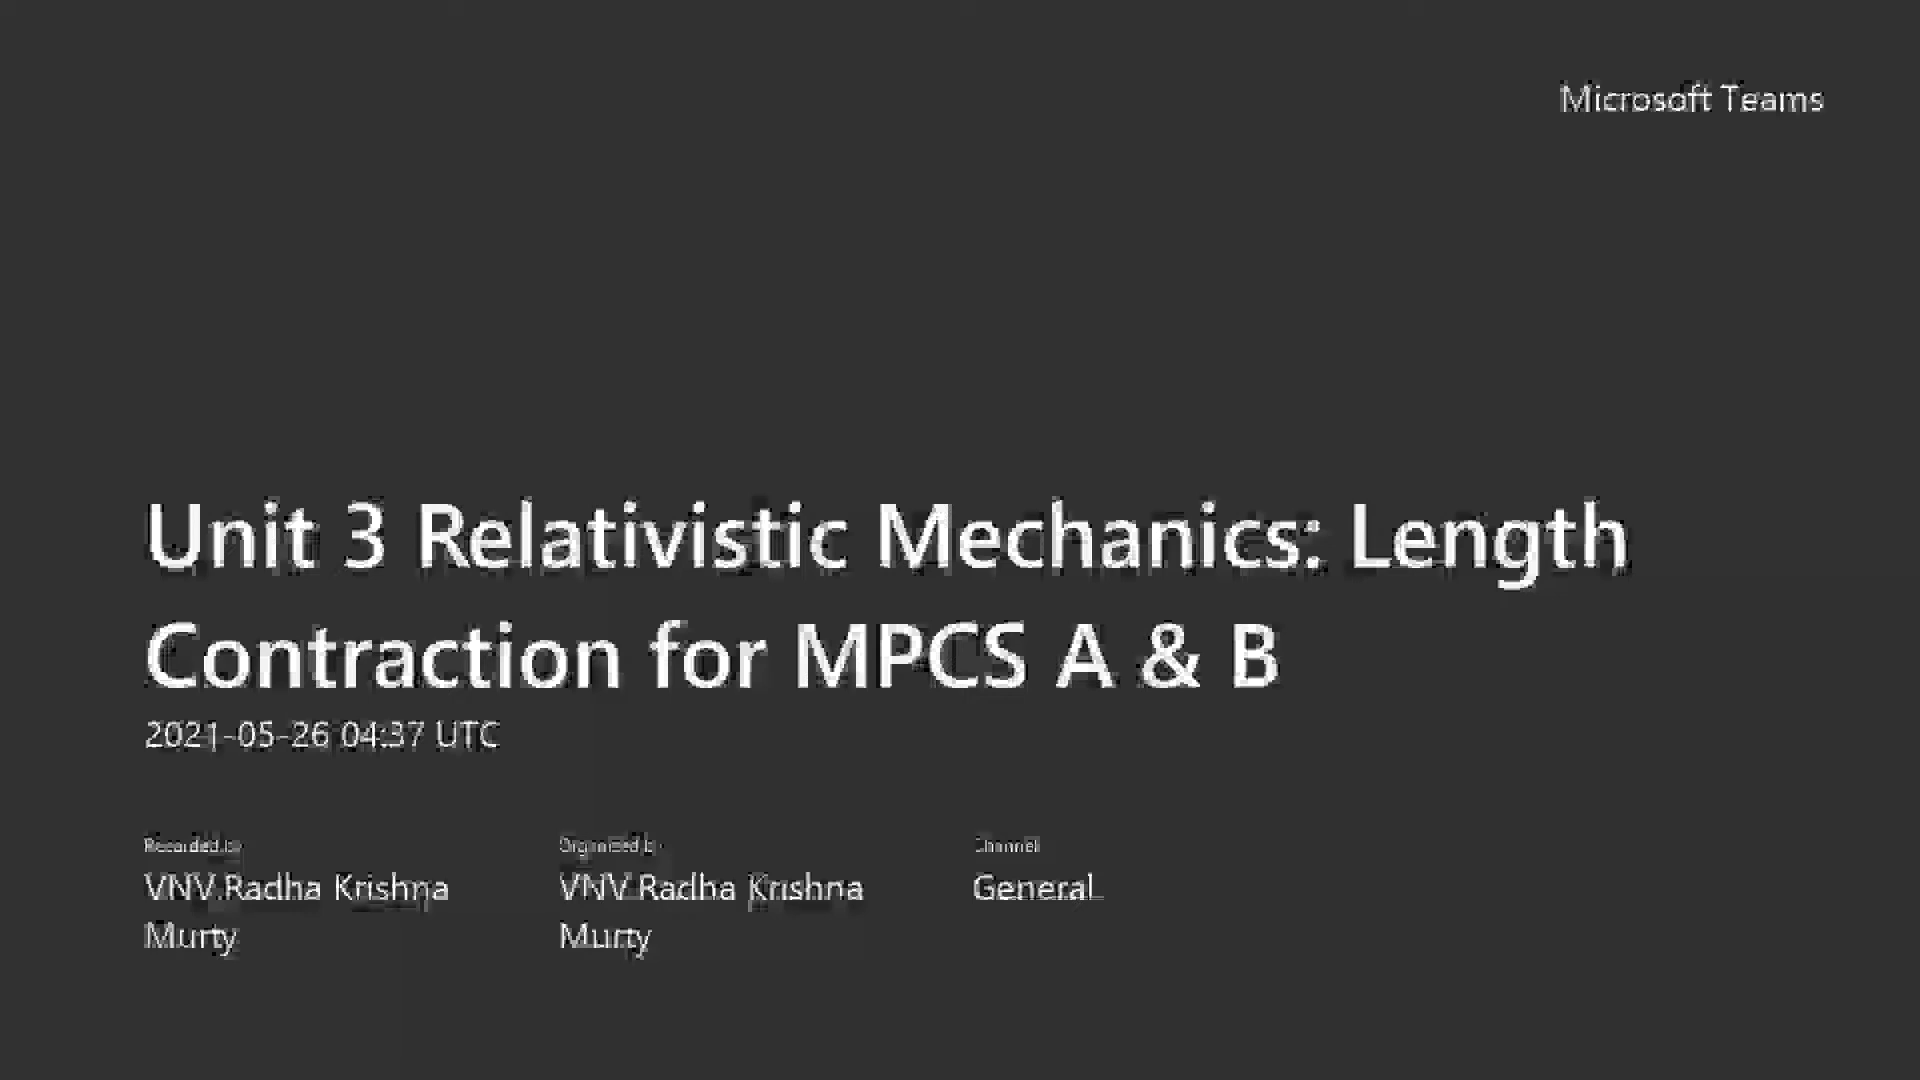 Microsoft Teams
Unit 3 Relativistic Mechanics: Length
Contraction for MPCS A & B
2021-05-26 04:37 UTC
Recorded by
Organized by
Channel
VNV.Radha Krishna
VNV.Radha Krishna
General
Murty
Murty